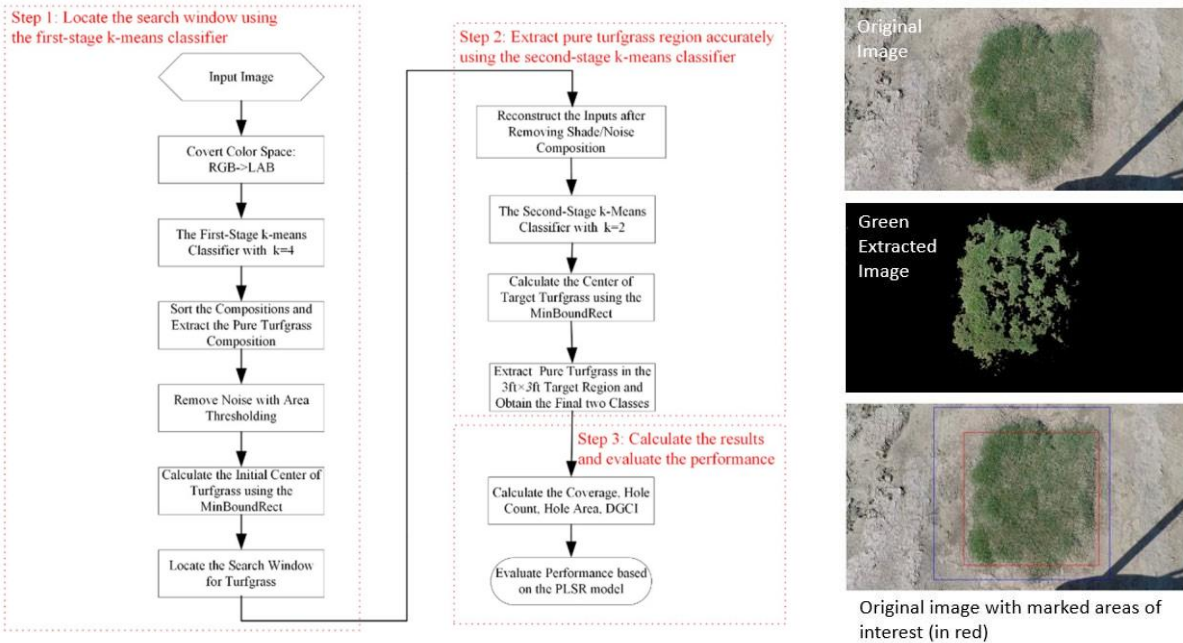 Step 1: Locate the search window using
the first-stage k-means classifier
Input Image
Covert Color Space:
RGB->LAB
The First-Stage k-means
Classifier with k=4
Sort the Compositions and
Extract the Pure Turfgrass
Composition
Remove Noise with Area
Thresholding
Calculate the Initial Center of
Turfgrass using the
MinBoundRect
Locate the Search Window
for Turfgrass
Step 2: Extract pure turfgrass region accurately
using the second-stage k-means classifier
Reconstruct the Inputs after
Removing Shade/Noise
Composition
The Second-Stage k-Means
Classifier with k=2
Calculate the Center of
Target Turfgrass using the
MinBoundRect
Extract Pure Turfgrass in the
3ft×3ft Target Region and
Obtain the Final two Classes
Step 3: Calculate the results
and evaluate the performance
Calculate the Coverage, Hole
Count, Hole Area, DGCI
Evaluate Performance based
on the PLSR model
Original
Image
Green
Extracted
Image
Original image with marked areas of
interest (in red)